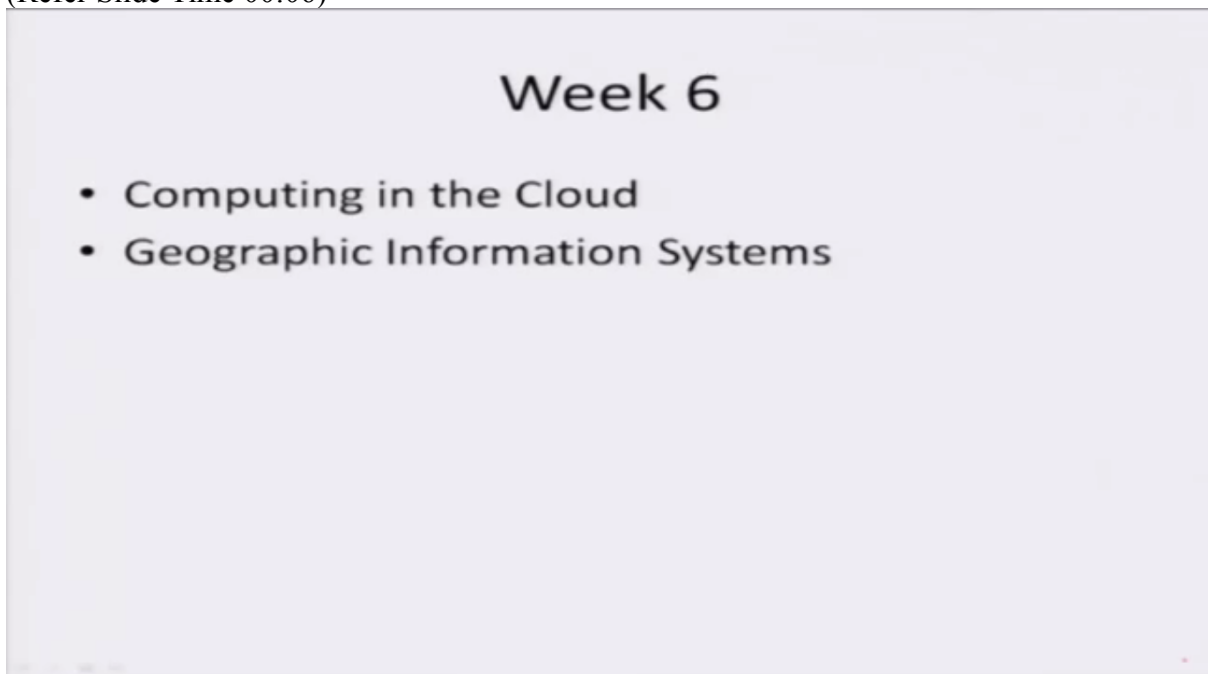 Week 6
• Computing in the Cloud
• Geographic Information Systems